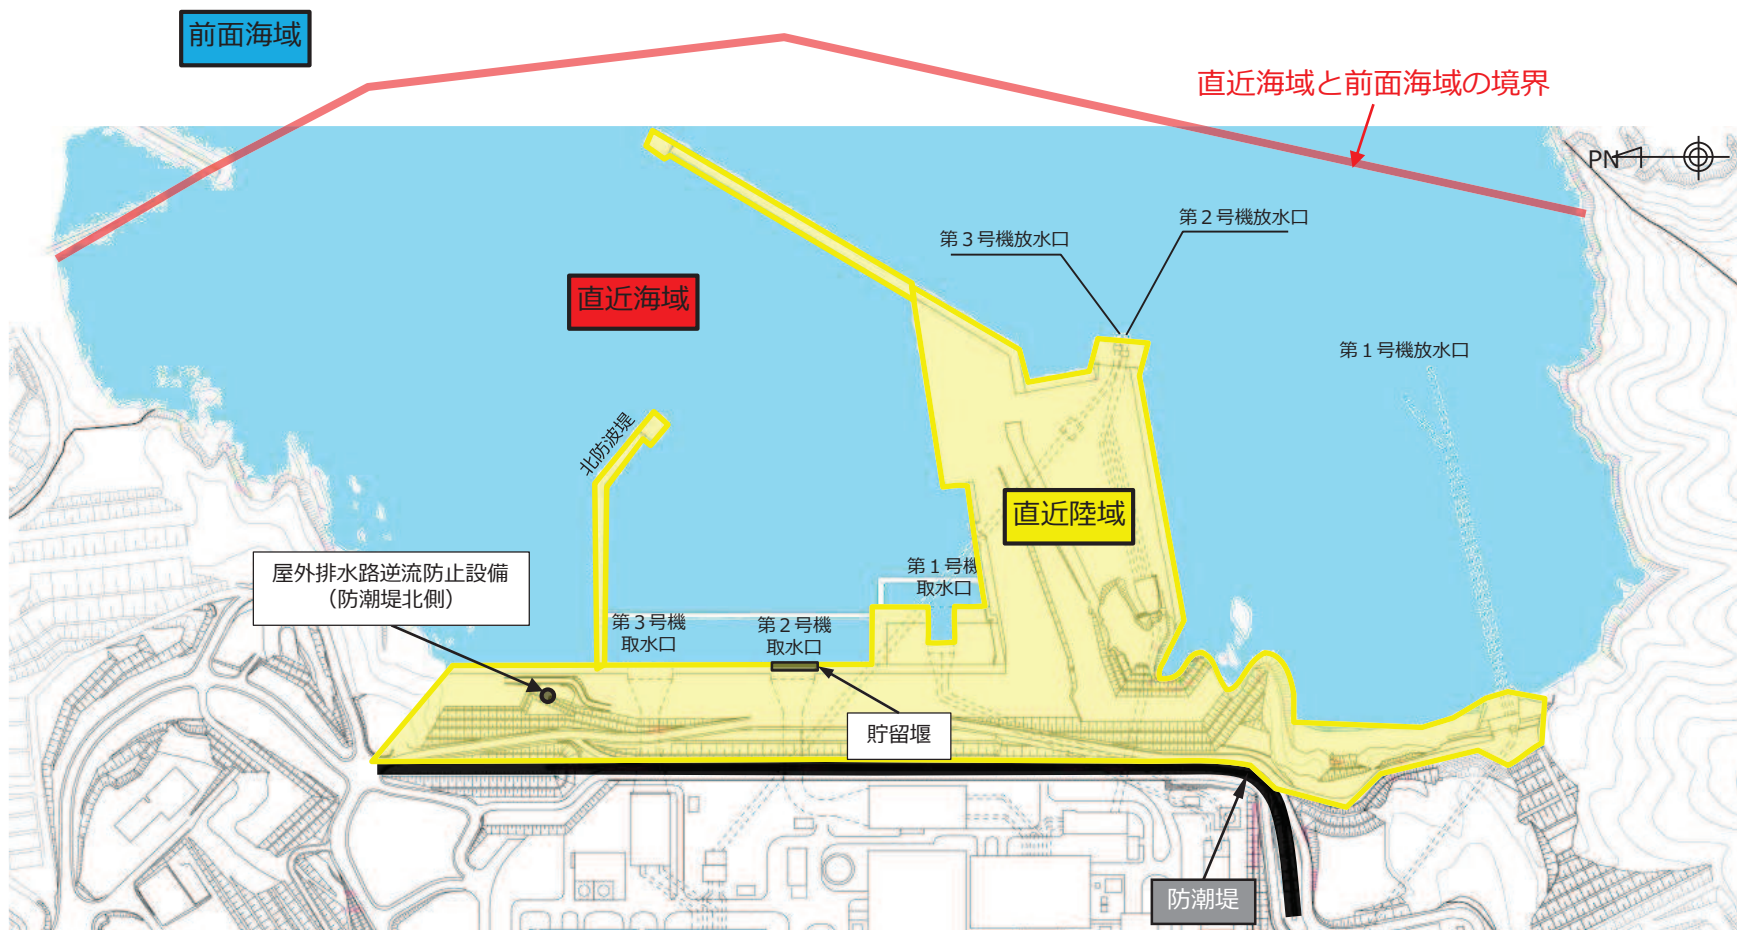 前面海域
直近海域と前面海域の境界
PN
第２号機放水口
第３号機放水口
直近海域
第１号機放水口
北防波堤
直近陸域
屋外排水路逆流防止設備
（防潮堤北側）
第１号機
取水口
第３号機
取水口
第２号機
取水口
貯留堰
防潮堤